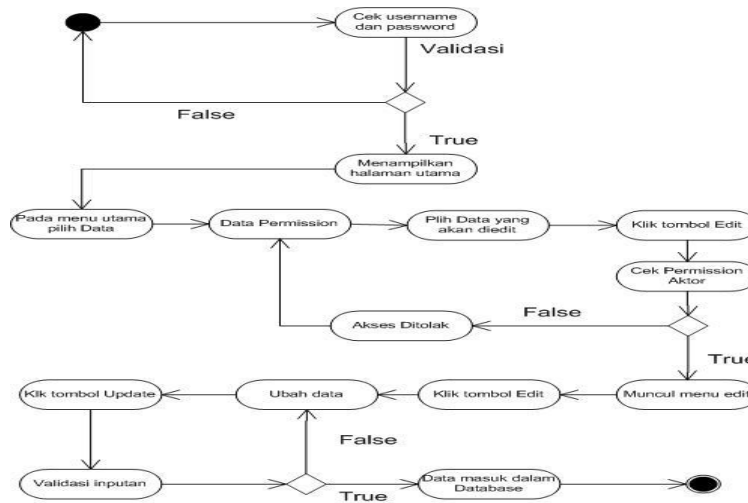 Cek username
dan password
Validasi
False
True
Menampilkan
halaman utama
Pada menu utama
pilih Data
Data Permission
Plih Data yang
akan diedit
Klik tombol Edit
Cek Permission
Aktor
Akses Ditolak
False
True
Klk tombol Update
Ubah data
Klik tombol Edit
Muncul menu edit
False
Validasi inputan
True
Data masuk dalam
Database